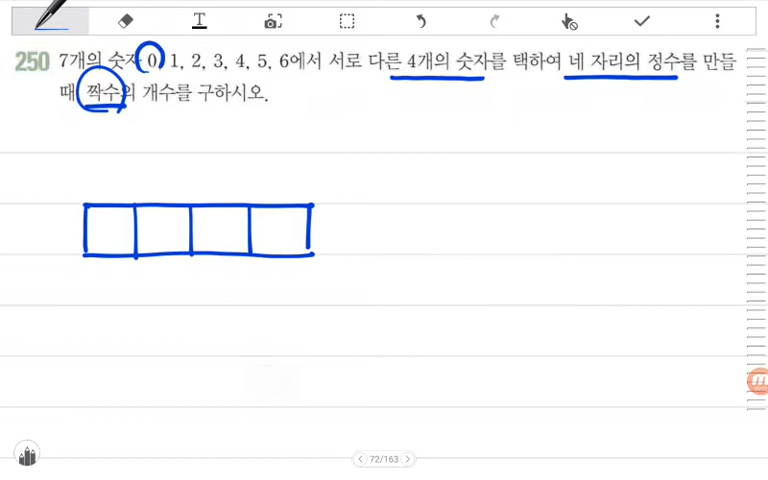 250 7개의 숫자 0, 1, 2, 3, 4, 5, 6에서 서로 다른 4개의 숫자를 택하여 네 자리의 정수를 만들
때 짝수의 개수를 구하시오.
72/163